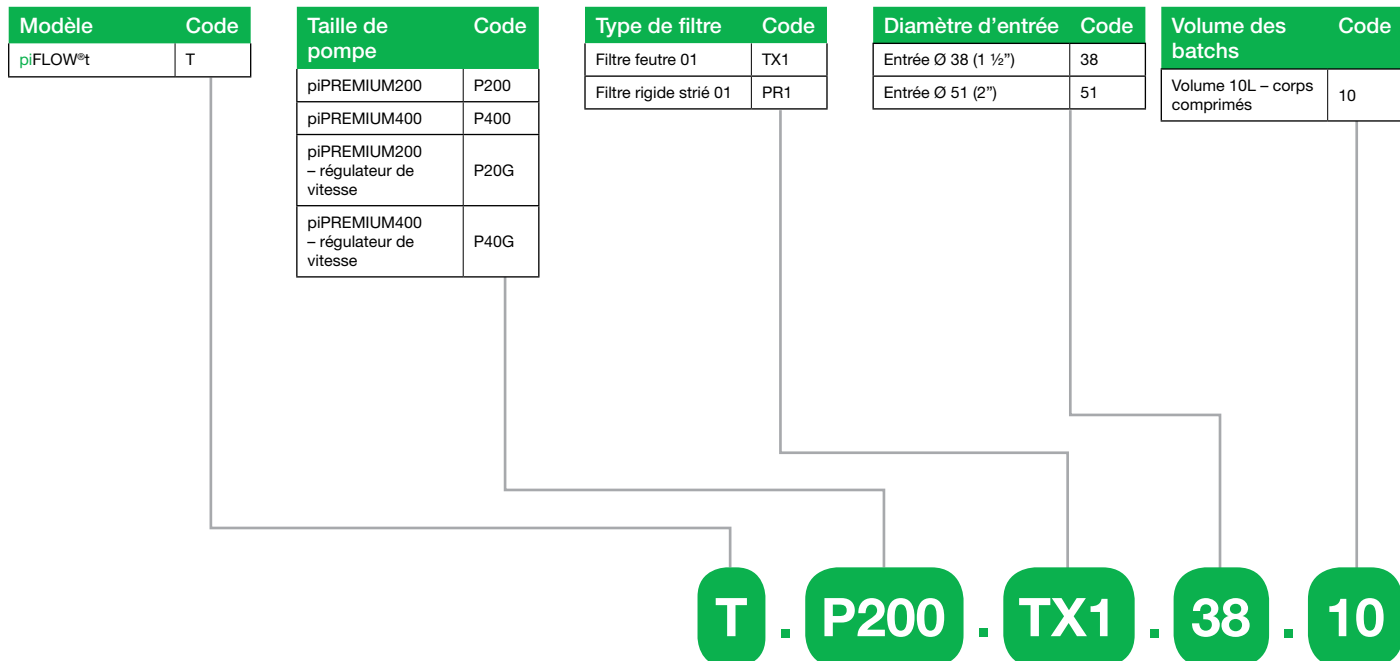 Modèle Code
piFLOW®t T
Taille de pompe Code
piPREMIUM200 P200
piPREMIUM400 P400
piPREMIUM200
– régulateur de
vitesse P20G
piPREMIUM400
– régulateur de
vitesse P40G
Type de filtre Code
Filtre feutre 01 TX1
Filtre rigide strié 01 PR1
Diamètre d’entrée Code
Entrée Ø 38 (1 ½”) 38
Entrée Ø 51 (2”) 51
Volume des batchs Code
Volume 10L – corps
comprimés 10
T . P200 . TX1 . 38 . 10